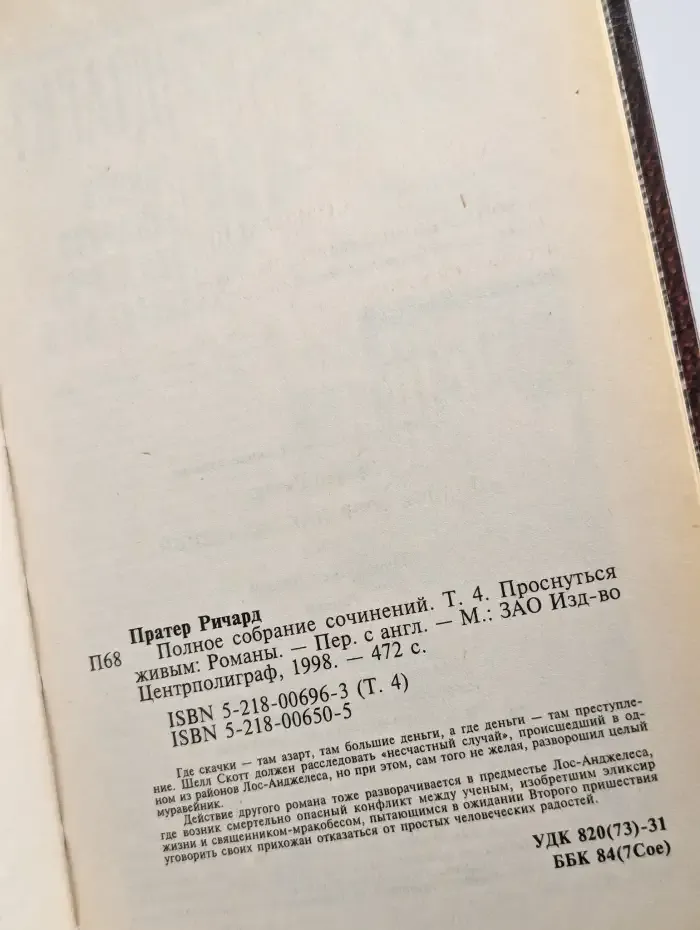 Пратер Ричард
П68 Полное собрание сочинений. Т. 4. Проснуться
живым: Романы. — Пер. с англ. — М.: ЗАО Изд-во
Центрполиграф, 1998. — 472 с.
ISBN 5-218-00696-3 (Т. 4)
ISBN 5-218-00650-5
Где скачки — там азарт, там большие деньги, а где деньги — там преступле-
ние. Шелл Скотт должен расследовать «несчастный случай», происшедший в од-
ном из районов Лос-Анджелеса, но при этом, сам того не желая, разворошил целый
муравейник.
Действие другого романа тоже разворачивается в предместье Лос-Анджелеса,
где возник смертельно опасный конфликт между ученым, изобретшим эликсир
жизни и священником-мракобесом, пытающимся в ожидании Второго пришествия
уговорить своих прихожан отказаться от простых человеческих радостей.
УДК 820(73)-31
ББК 84(7Сое)